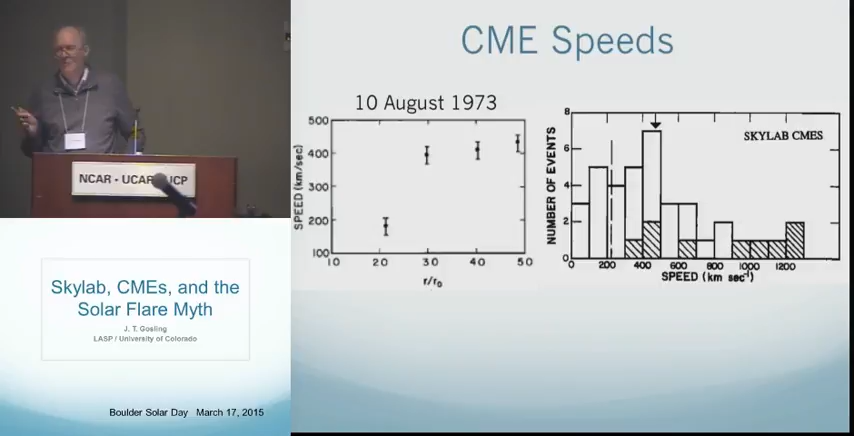 NCAR - UCAR
Skylab, CMEs, and the
Solar Flare Myth
J. T. Gosling
LASP / University of Colorado
Boulder Solar Day March 17, 2015
CME Speeds
10 August 1973
SPEED (km/sec)
500
400
300
200
100
1.0 2.0 3.0 4.0 5.0
r/r₀
NUMBER OF EVENTS
8
6
4
2
0
SKYLAB CMES
0 200 400 600 800 1000 1200
SPEED (km sec⁻¹)